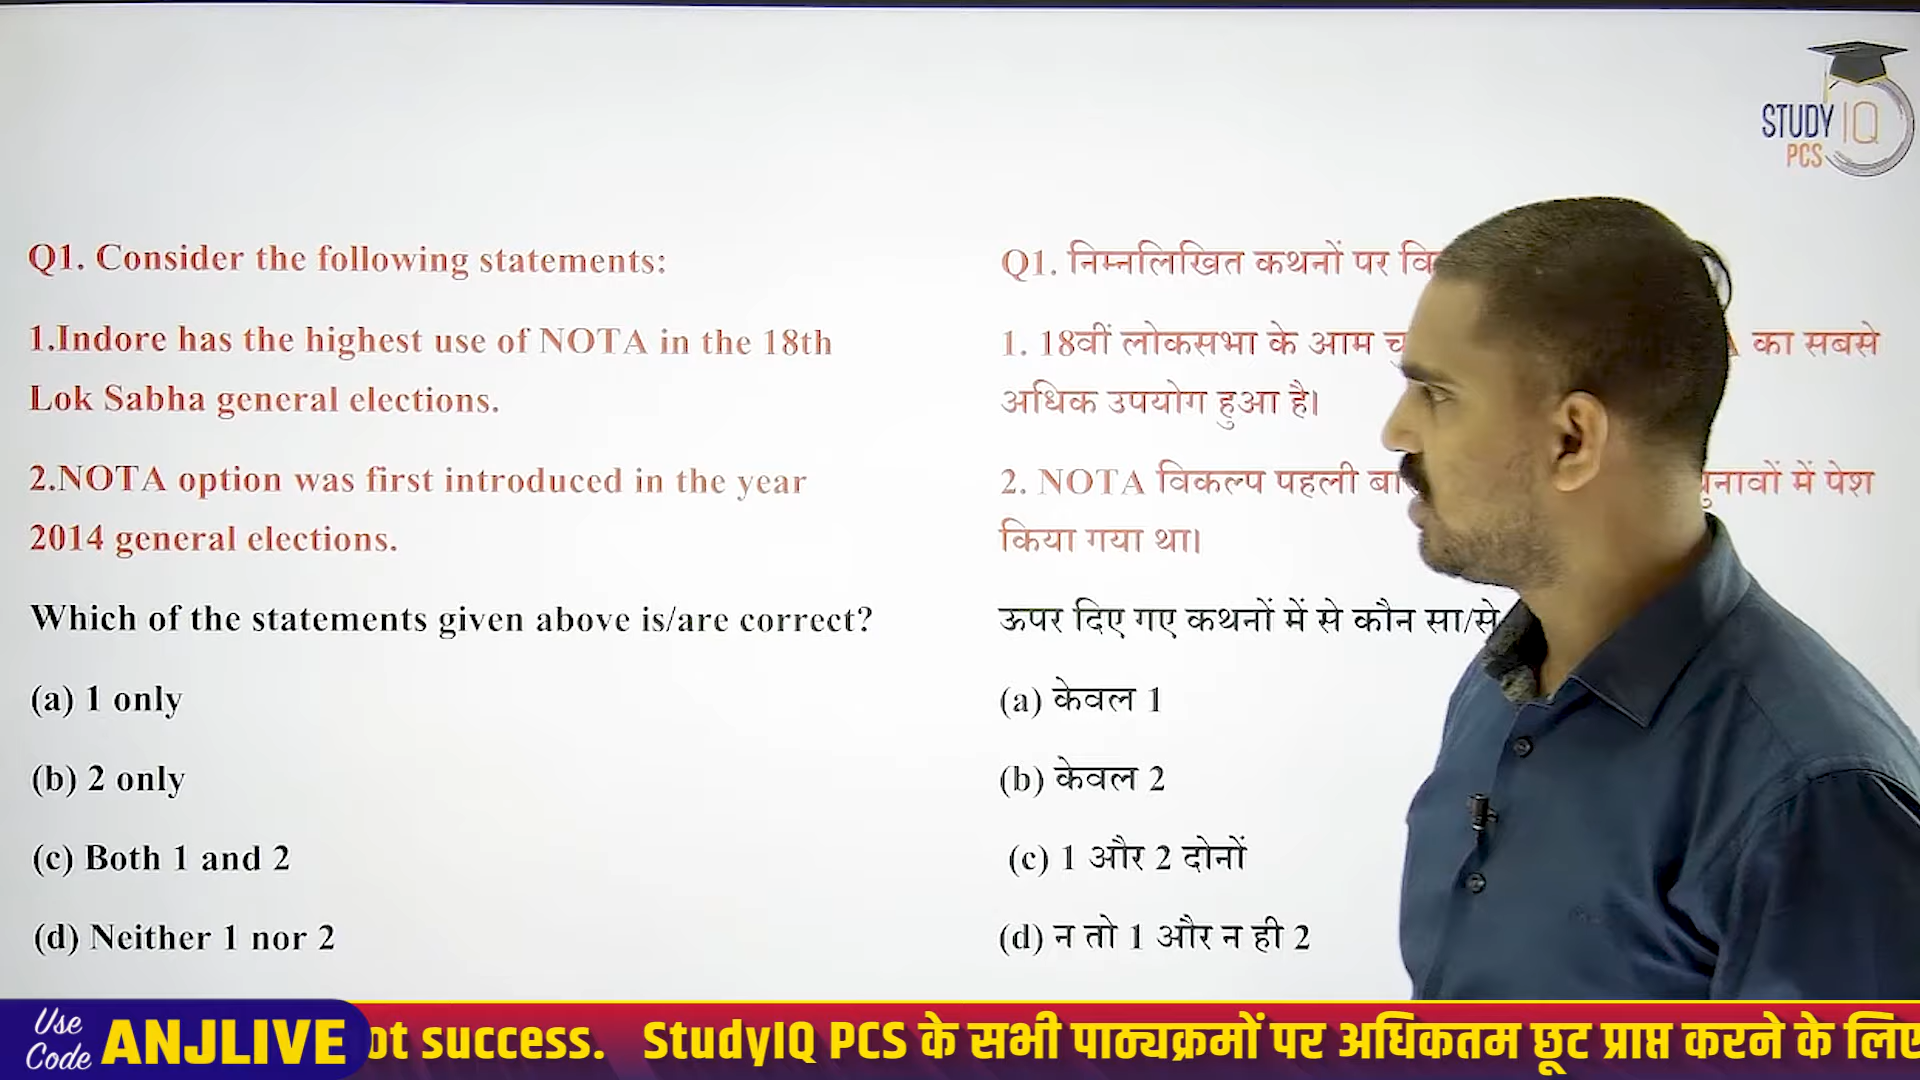 STUDY IQ
PCS
Q1. Consider the following statements:
1.Indore has the highest use of NOTA in the 18th
Lok Sabha general elections.
2.NOTA option was first introduced in the year
2014 general elections.
Which of the statements given above is/are correct?
(a) 1 only
(b) 2 only
(c) Both 1 and 2
(d) Neither 1 nor 2
Q1. निम्नलिखित कथनों पर
1. 18वीं लोकसभा के आम का सबसे
अधिक उपयोग हुआ है।
2. NOTA विकल्प पहली में पेश
किया गया था।
ऊपर दिए गए कथनों में से कौन सा/से
(a) केवल 1
(b) केवल 2
(c) 1 और 2 दोनों
(d) न तो 1 और न ही 2
Use
Code
ANJLIVE
success. StudyIQ PCS के सभी पाठ्यक्रमों पर अधिकतम छूट प्राप्त करने के